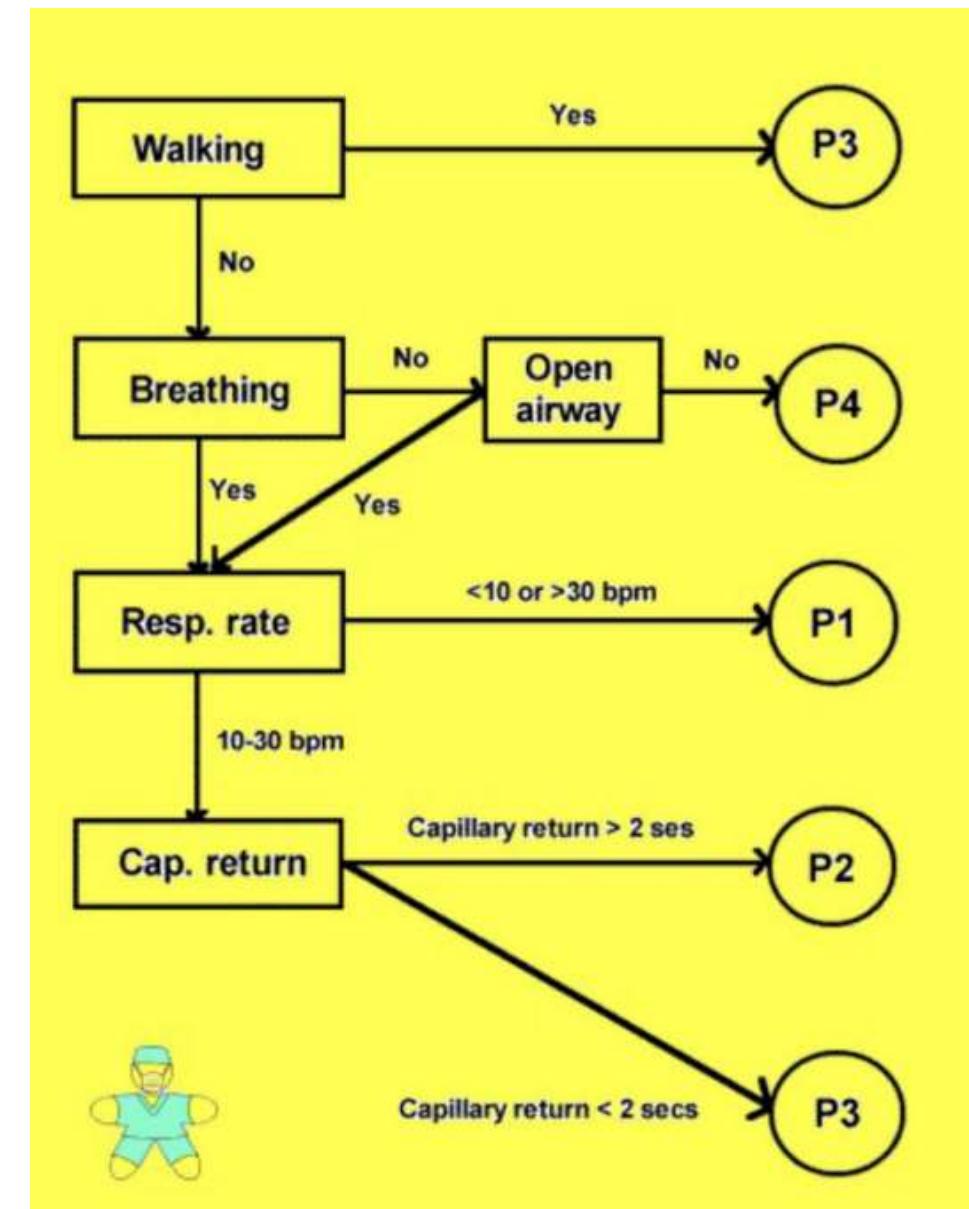 Walking
Yes
P3
No
Breathing
No
Open
airway
No
P4
Yes
Yes
Resp. rate
<10 or >30 bpm
P1
10-30 bpm
Cap. return
Capillary return > 2 ses
P2
Capillary return < 2 secs
P3